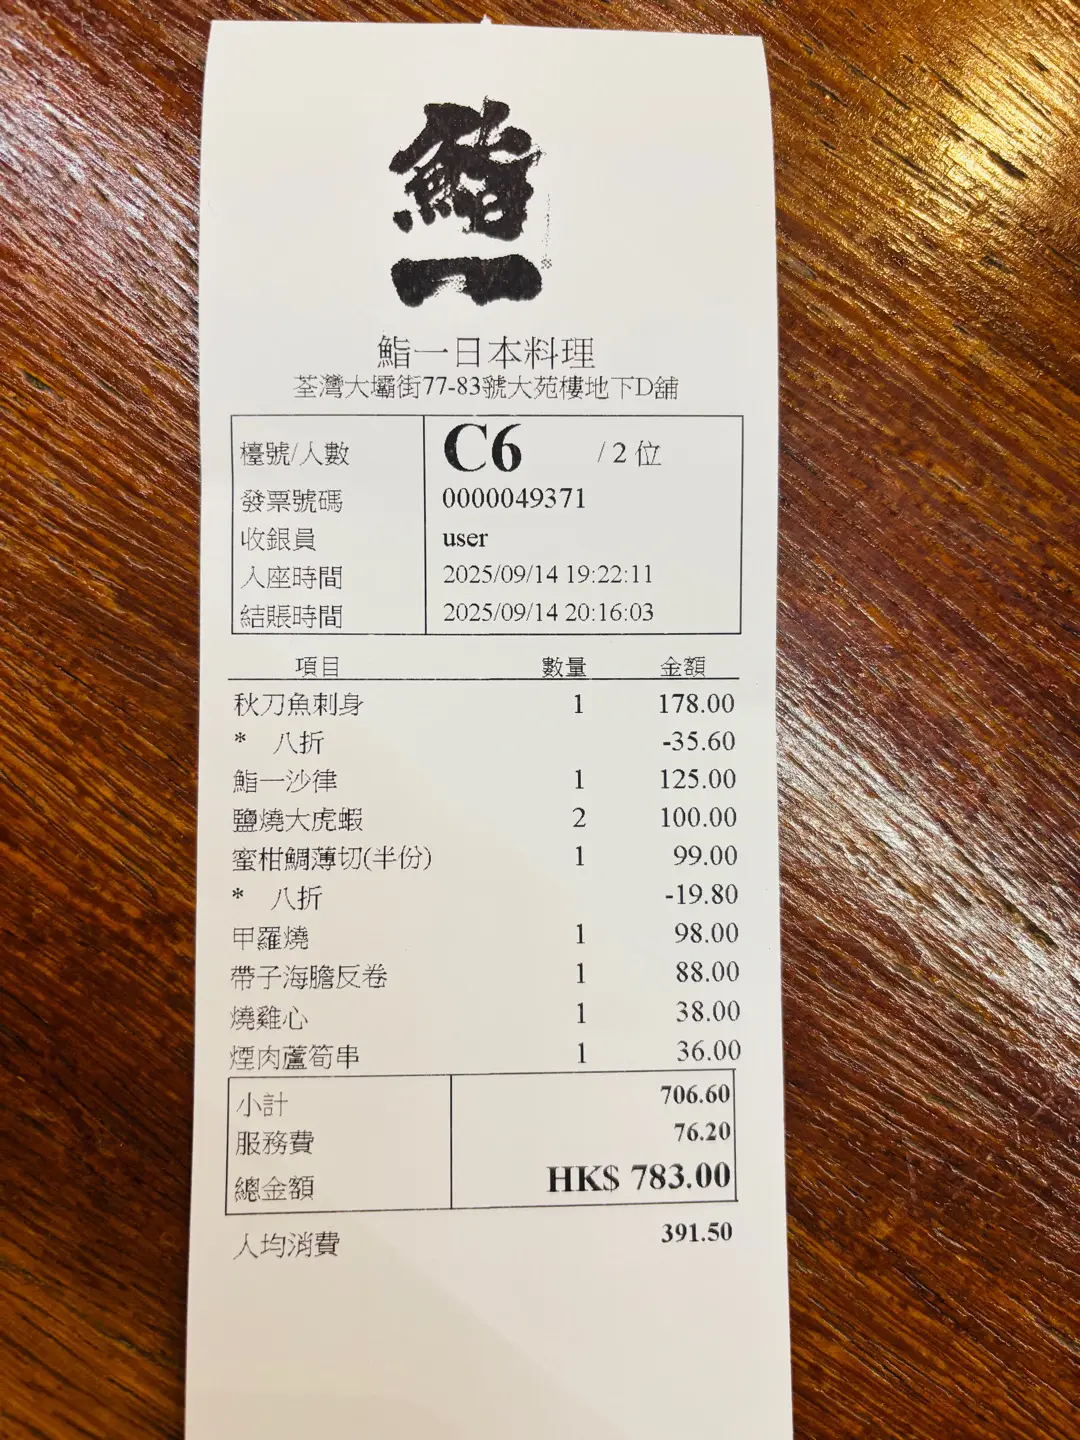 鮨
一
鮨一日本料理
荃灣大壩街77-83號大苑樓地下D舖
檯號/人數 C6 / 2 位
發票號碼 0000049371
收銀員 user
入座時間 2025/09/14 19:22:11
結賬時間 2025/09/14 20:16:03
項目 數量 金額
秋刀魚刺身 1 178.00
* 八折 -35.60
鮨一沙律 1 125.00
鹽燒大虎蝦 2 100.00
蜜柑鯛薄切(半份) 1 99.00
* 八折 -19.80
甲羅燒 1 98.00
帶子海膽反卷 1 88.00
燒雞心 1 38.00
煙肉蘆筍串 1 36.00
小計 706.60
服務費 76.20
總金額 HK$ 783.00
人均消費 391.50